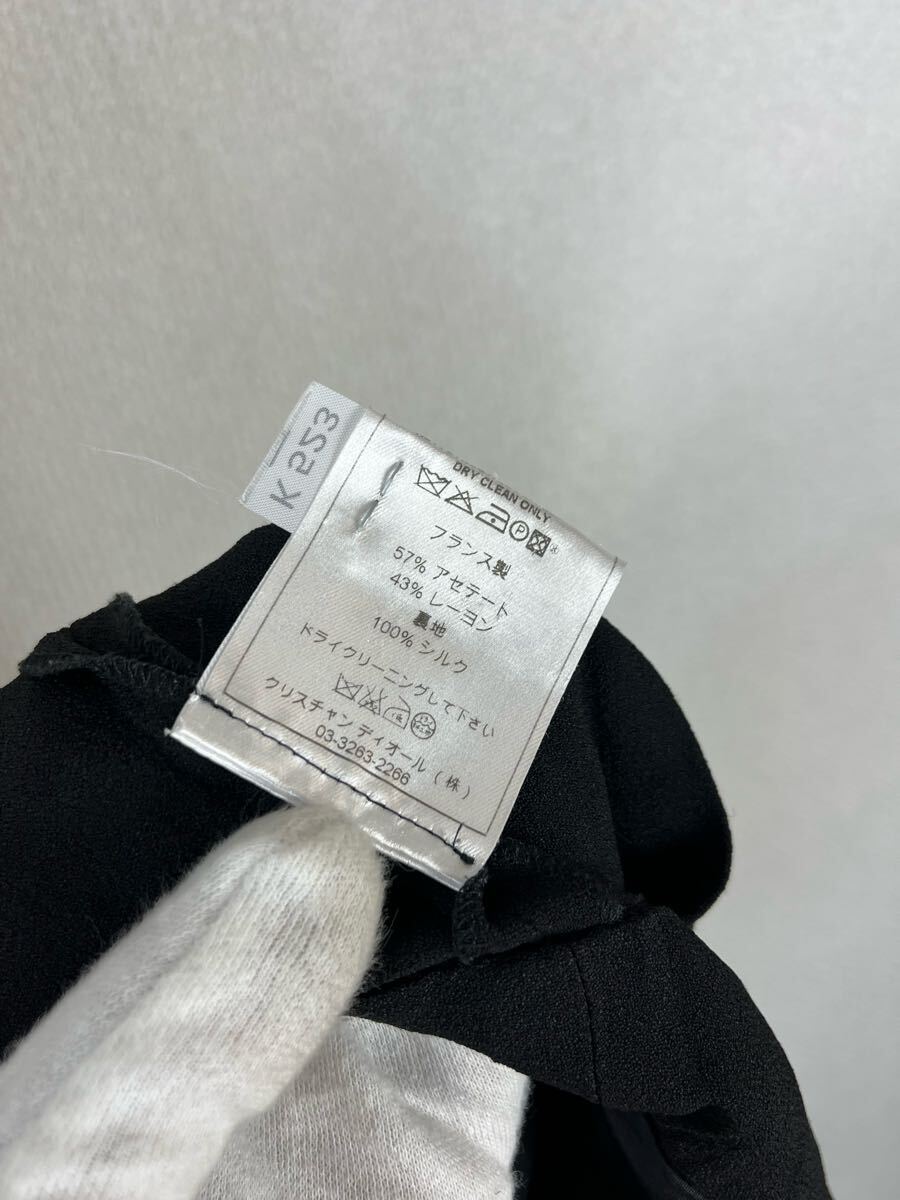 K 523
DRY CLEAN ONLY
P
フランス製
57% アセテート
43% レーヨン
裏地
100% シルク
ドライクリーニングして下さい
クリスチャン ディオール（株）
03-3263-2266